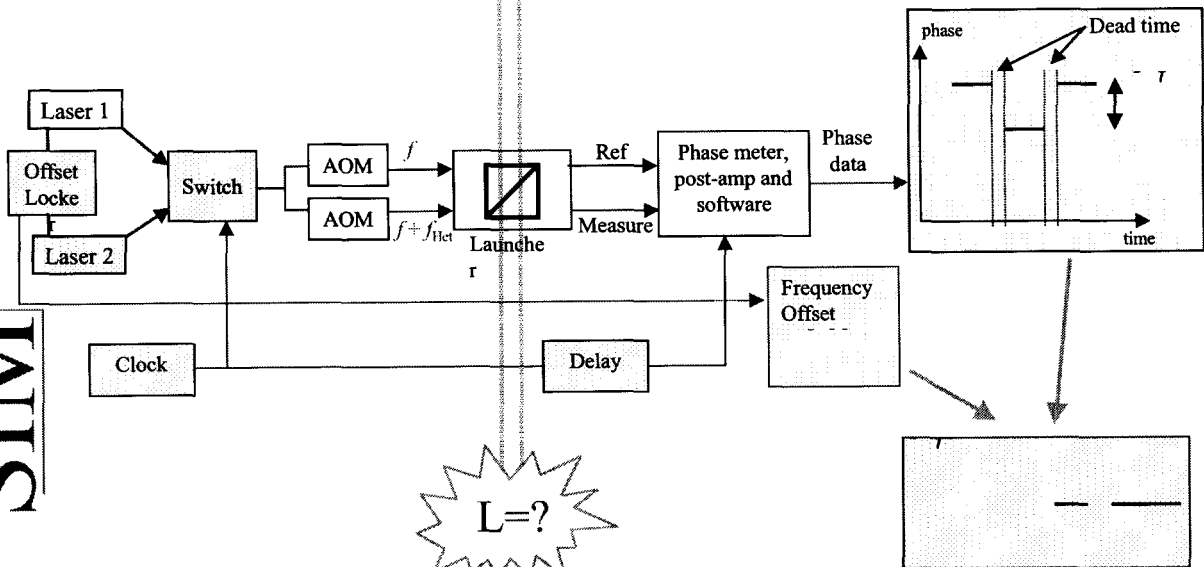 phase
Dead time
τ
time
Laser 1
Offset
Locke
r
Laser 2
Switch
AOM
AOM
f
f+f_Het
Launche
r
Ref
Measure
Phase meter,
post-amp and
software
Phase
data
Frequency
Offset
Clock
Delay
SIM
L=?